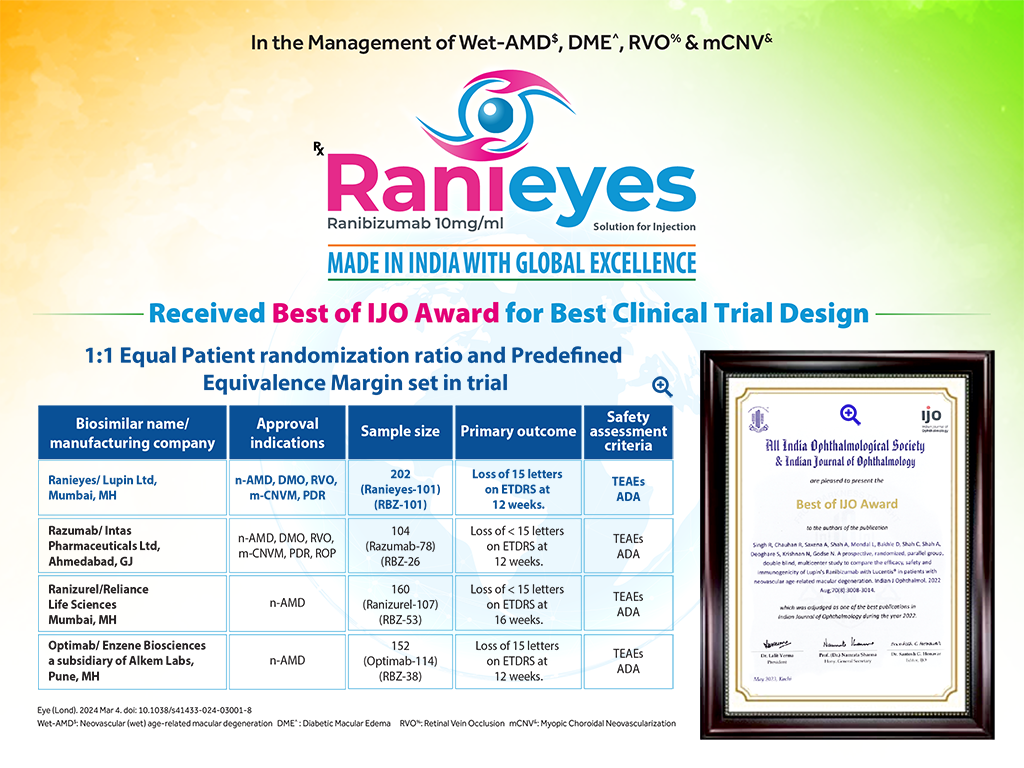 In the Management of Wet-AMD$, DME^, RVO% & mCNV&
Rx
Ranieyes
Ranibizumab 10mg/ml
Solution for Injection
MADE IN INDIA WITH GLOBAL EXCELLENCE
Received Best of IJO Award for Best Clinical Trial Design
1:1 Equal Patient randomization ratio and Predefined
Equivalence Margin set in trial
Biosimilar name/
manufacturing company
Approval
indications
Sample size
Primary outcome
Safety
assessment
criteria
Ranieyes/ Lupin Ltd,
Mumbai, MH
n-AMD, DMO, RVO,
m-CNVM, PDR
202
(Ranieyes-101)
(RBZ-101)
Loss of 15 letters
on ETDRS at
12 weeks.
TEAEs
ADA
Razumab/ Intas
Pharmaceuticals Ltd,
Ahmedabad, GJ
n-AMD, DMO, RVO,
m-CNVM, PDR, ROP
104
(Razumab-78)
(RBZ-26
Loss of < 15 letters
on ETDRS at
12 weeks.
TEAEs
ADA
Ranizurel/Reliance
Life Sciences
Mumbai, MH
n-AMD
160
(Ranizurel-107)
(RBZ-53)
Loss of < 15 letters
on ETDRS at
16 weeks.
TEAEs
ADA
Optimab/ Enzene Biosciences
a subsidiary of Alkem Labs,
Pune, MH
n-AMD
152
(Optimab-114)
(RBZ-38)
Loss of 15 letters
on ETDRS at
12 weeks.
TEAEs
ADA
ijo
Indian Journal of
Ophthalmology
All India Ophthalmological Society
& Indian Journal of Ophthalmology
are pleased to present the
Best of IJO Award
to the authors of the publication
Singh R, Chauhan R, Saxena A, Shah A, Mondal L, Bakhle D, Shah C, Shah A,
Deoghare S, Krishnan N, Godse N. A prospective, randomized, parallel group,
double blind, multicenter study to compare the efficacy, safety and
immunogenicity of Lupin's Ranibizumab with Lucentis® in patients with
neovascular age related macular degeneration. Indian J Ophthalmol. 2022
Aug;70(8):3008-3014.
which was adjudged as one of the best publications in
Indian Journal of Ophthalmology during the year 2022.
Dr. Lalit Verma
President
Prof. (Dr.) Namrata Sharma
Hony. General Secretary
Dr. Santosh G. Honavar
Editor, IJO
May 2023, Kochi
Eye (Lond). 2024 Mar 4. doi: 10.1038/s41433-024-03001-8
Wet-AMD$: Neovascular (wet) age-related macular degeneration DME^: Diabetic Macular Edema RVO%: Retinal Vein Occlusion mCNV&: Myopic Choroidal Neovascularization